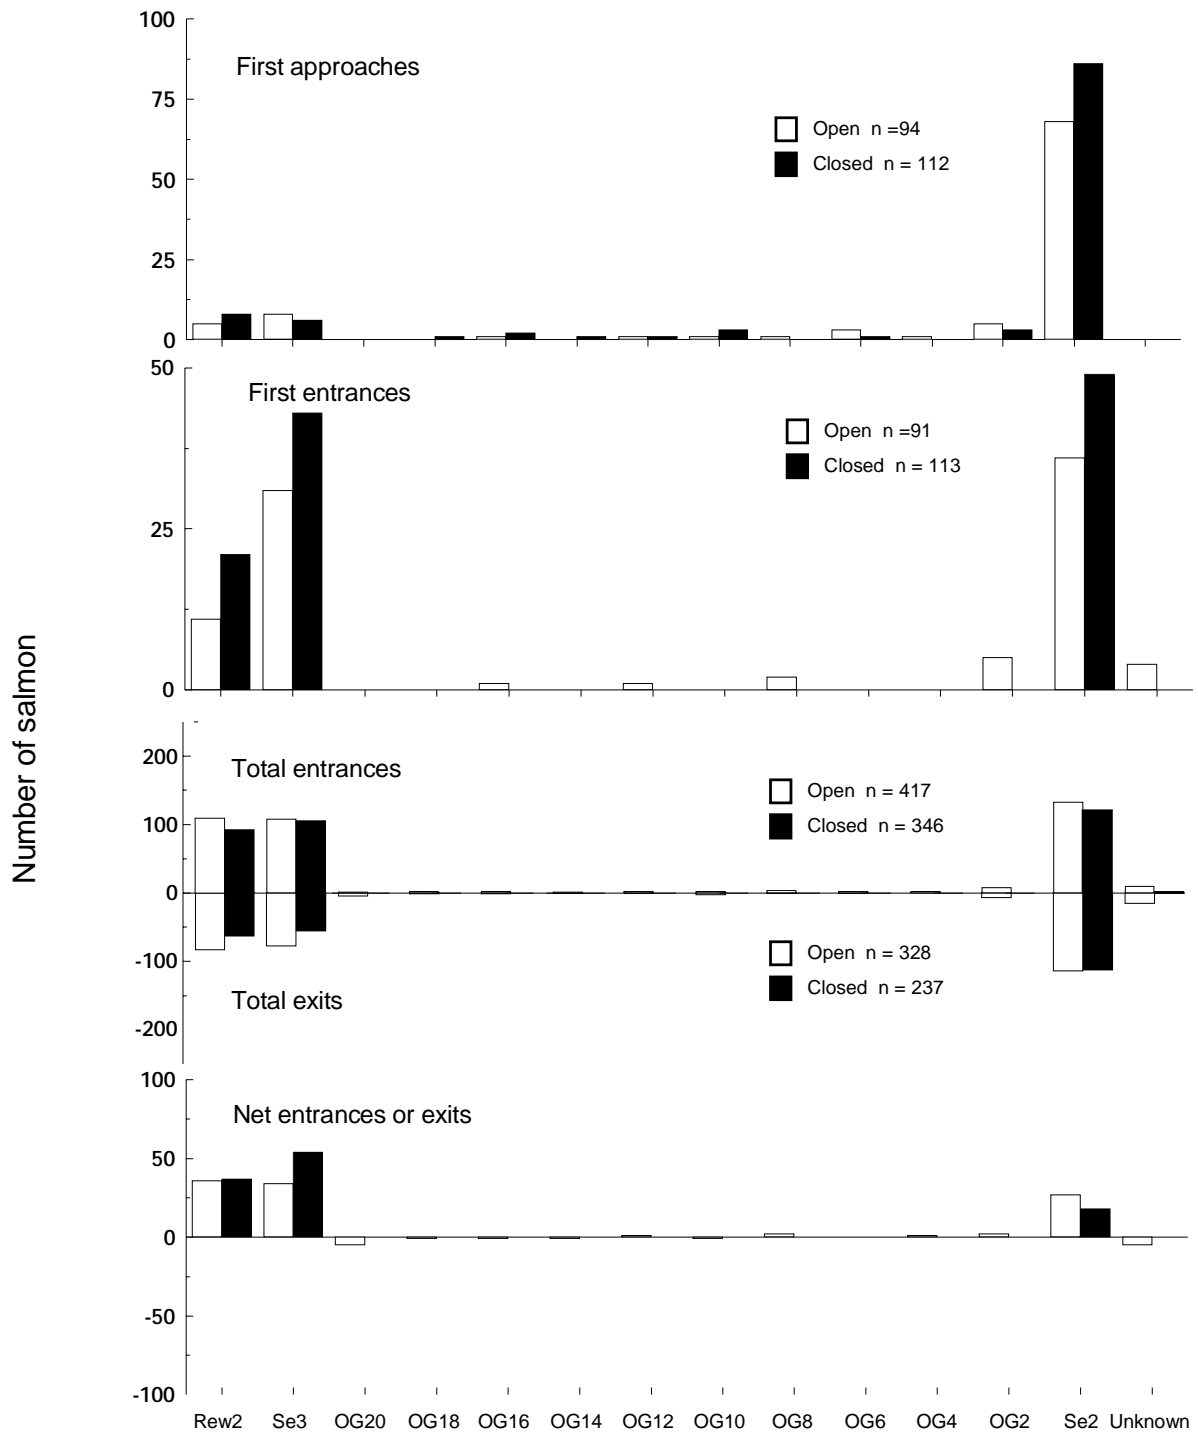 Number of salmon
100
First approaches
75
Open n =94
Closed n = 112
50
25
0
50
First entrances
Open n =91
Closed n = 113
25
0
200
Total entrances
Open n = 417
Closed n = 346
100
0
Open n = 328
Closed n = 237
-100
Total exits
-200
100
Net entrances or exits
50
0
-50
-100
Rew2 Se3 OG20 OG18 OG16 OG14 OG12 OG10 OG8 OG6 OG4 OG2 Se2 Unknown